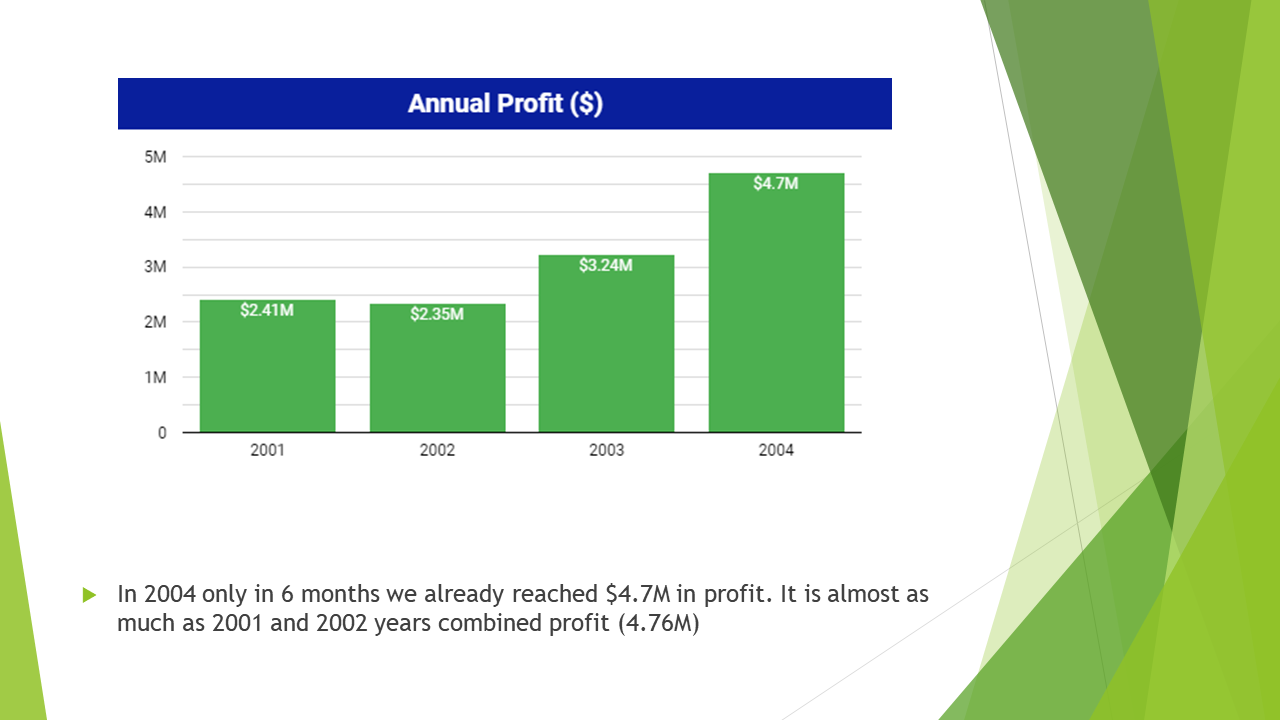 Annual Profit ($)
5M
4M
3M
2M
1M
0
$2.41M
$2.35M
$3.24M
$4.7M
2001
2002
2003
2004
In 2004 only in 6 months we already reached $4.7M in profit. It is almost as
much as 2001 and 2002 years combined profit (4.76M)